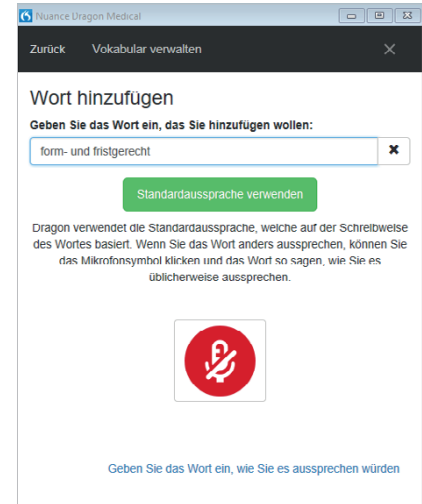 Nuance Dragon Medical
Zurück Vokabular verwalten
Wort hinzufügen
Geben Sie das Wort ein, das Sie hinzufügen wollen:
form- und fristgerecht
Standardaussprache verwenden
Dragon verwendet die Standardaussprache, welche auf der Schreibweise
des Wortes basiert. Wenn Sie das Wort anders aussprechen, können Sie
das Mikrofonsymbol klicken und das Wort so sagen, wie Sie es
üblicherweise aussprechen.
Geben Sie das Wort ein, wie Sie es aussprechen würden